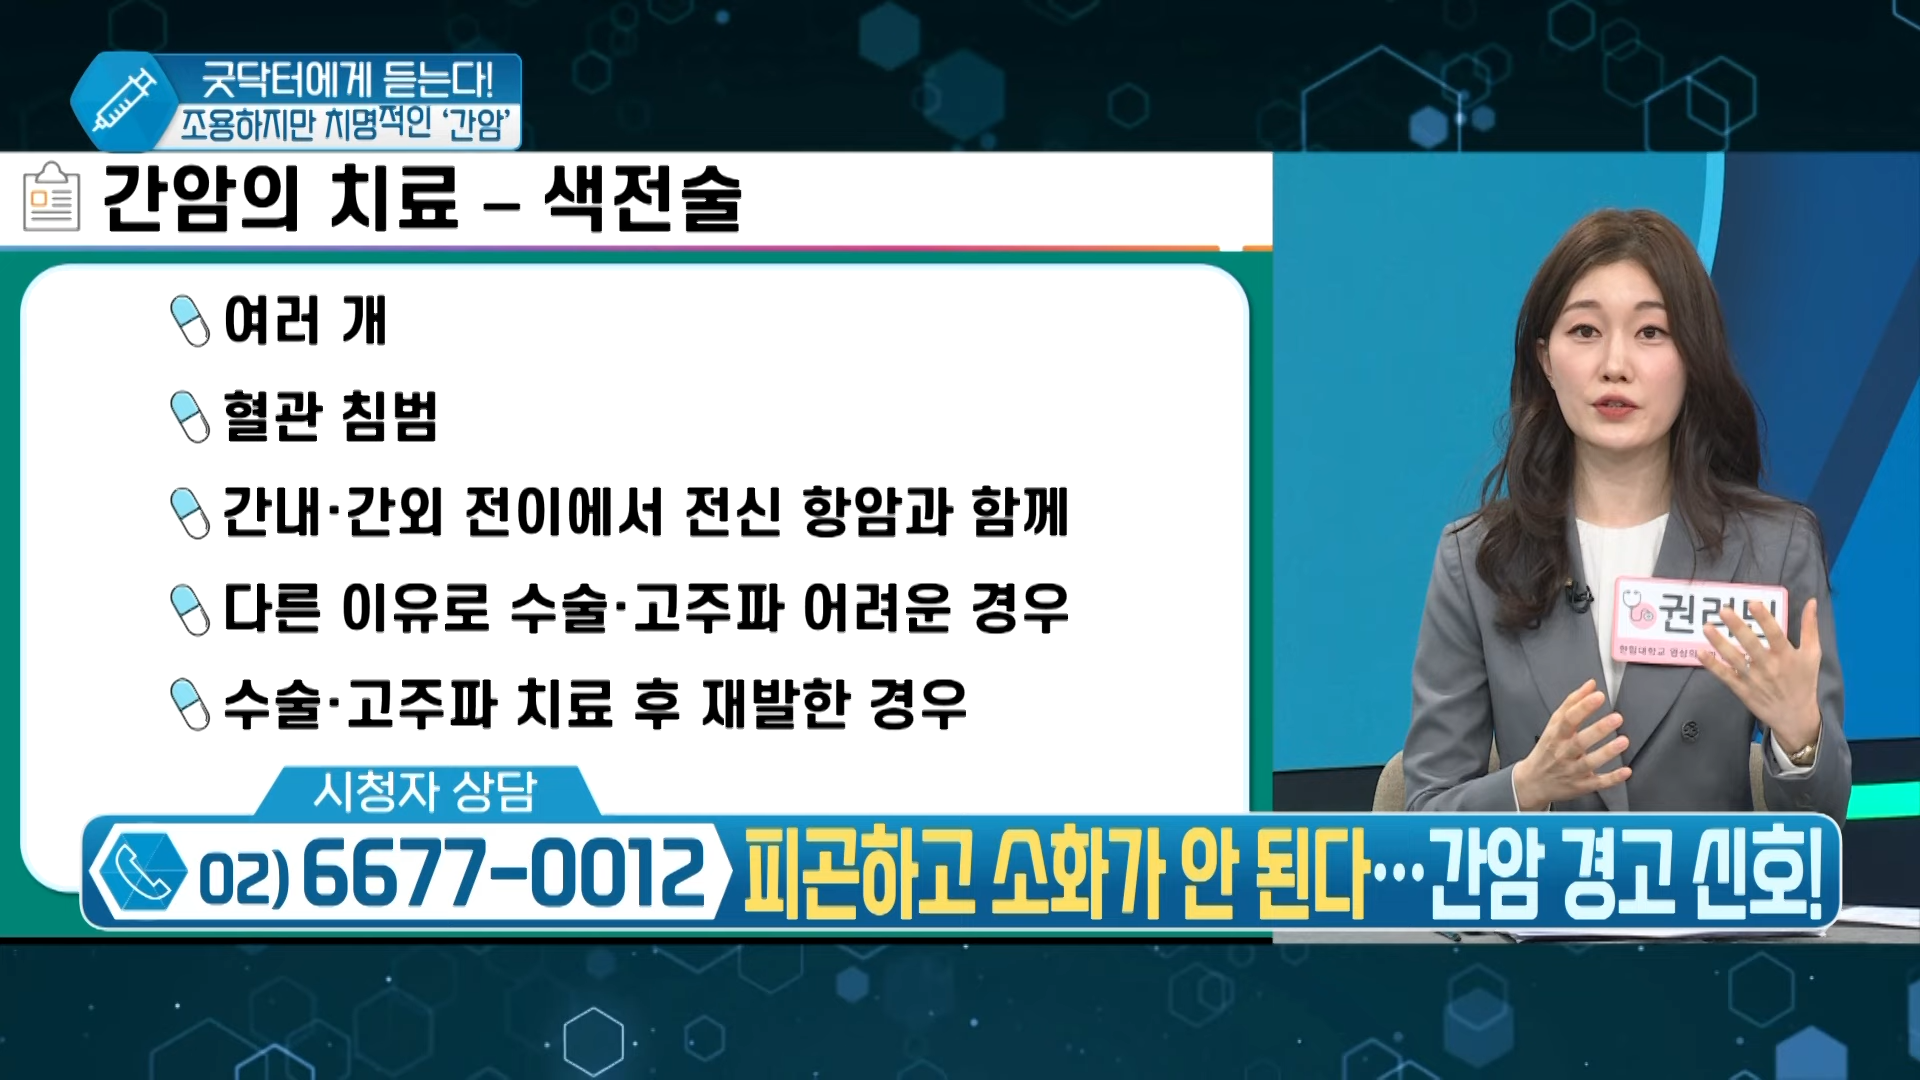 굿닥터에게 듣는다!
조용하지만 치명적인 ‘간암’
간암의 치료 – 색전술
여러 개
혈관 침범
간내·간외 전이에서 전신 항암과 함께
다른 이유로 수술·고주파 어려운 경우
수술·고주파 치료 후 재발한 경우
시청자 상담
02) 6677-0012
피곤하고 소화가 안 된다…간암 경고 신호!
한림대학교